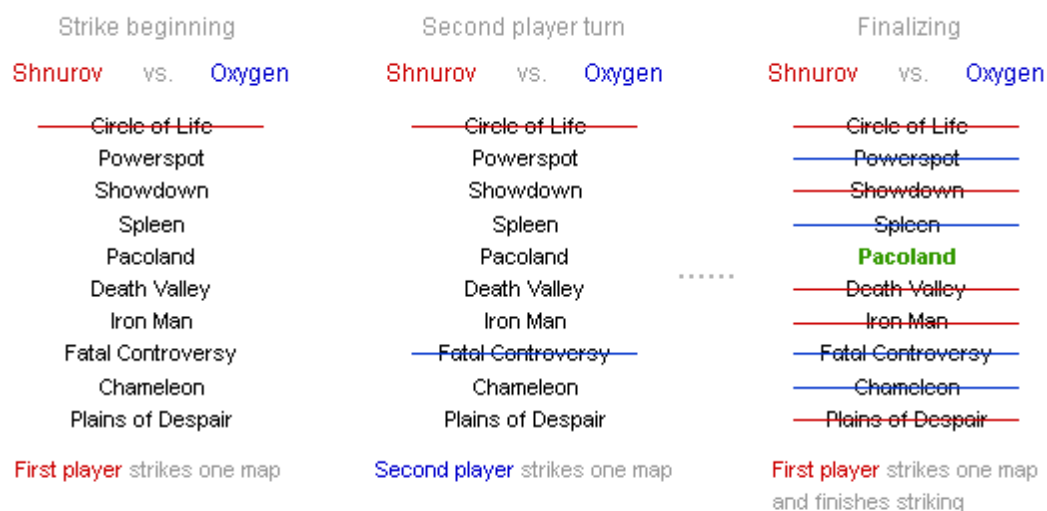 Strike beginning
Shnurov vs. Oxygen
Circle of Life
Powerspot
Showdown
Spleen
Pacoland
Death Valley
Iron Man
Fatal Controversy
Chameleon
Plains of Despair
First player strikes one map
Second player turn
Shnurov vs. Oxygen
Circle of Life
Powerspot
Showdown
Spleen
Pacoland
Death Valley
Iron Man
Fatal Controversy
Chameleon
Plains of Despair
Second player strikes one map
......
Finalizing
Shnurov vs. Oxygen
Circle of Life
Powerspot
Showdown
Spleen
Pacoland
Death Valley
Iron Man
Fatal Controversy
Chameleon
Plains of Despair
First player strikes one map
and finishes striking